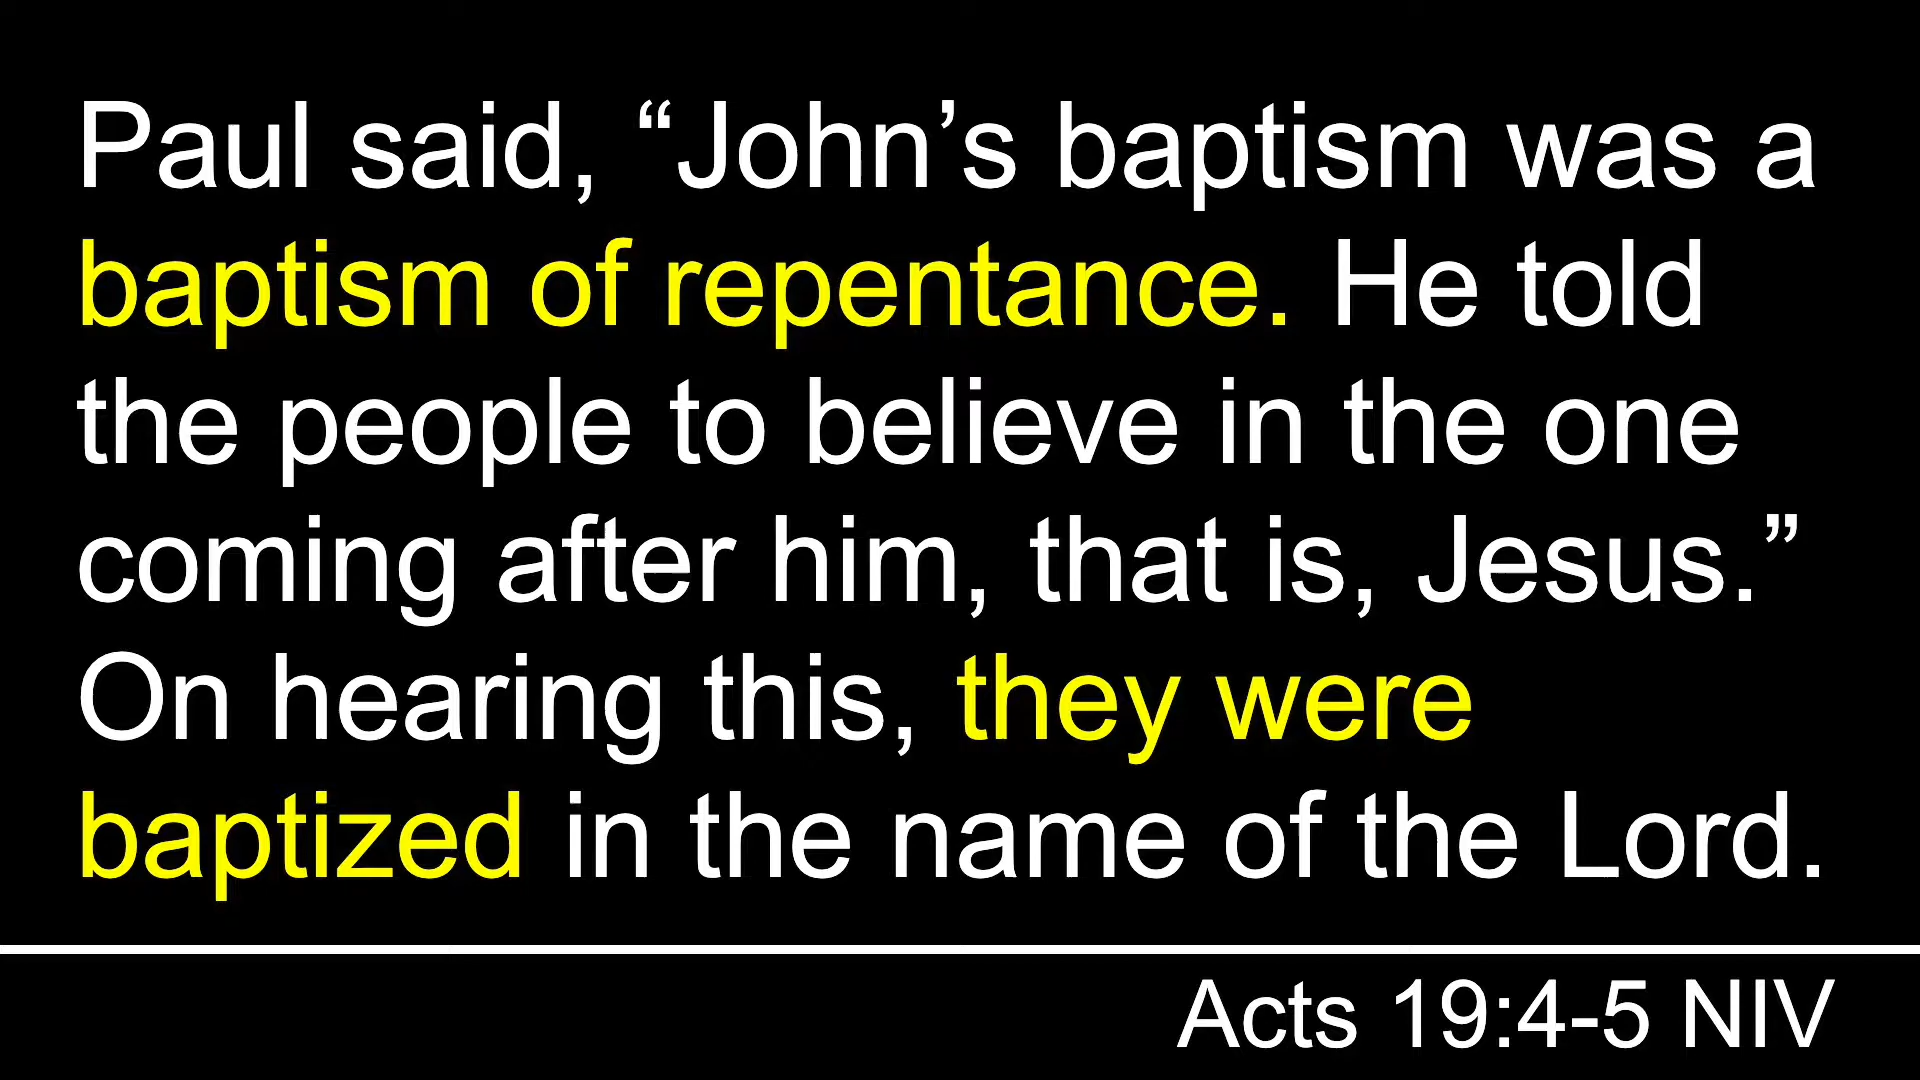 Paul said, “John’s baptism was a
baptism of repentance. He told
the people to believe in the one
coming after him, that is, Jesus.”
On hearing this, they were
baptized in the name of the Lord.
Acts 19:4-5 NIV